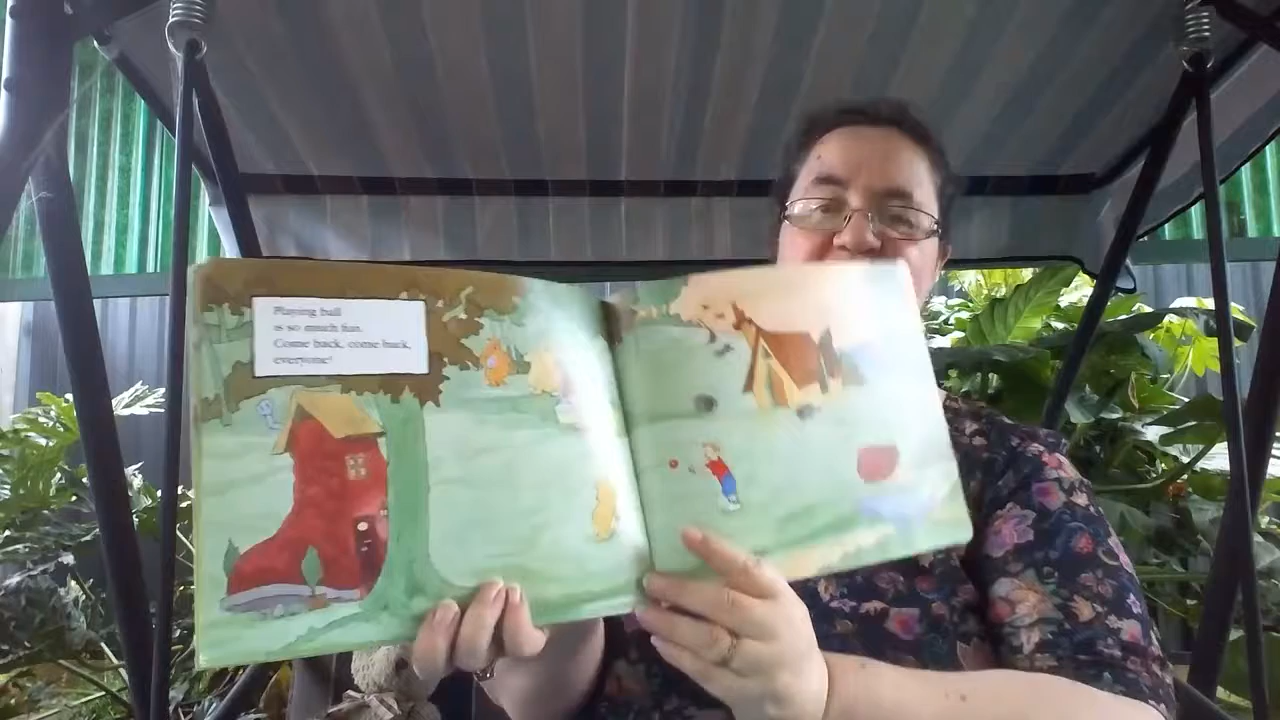 Playing ball
is so much fun.
Come back, come back,
everyone!